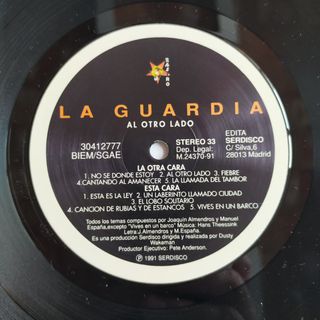 LA GUARDIA
AL OTRO LADO
30412777
BIEM/SGAE
STEREO 33
Dep. Legal:
M.24370-91
EDITA
SERDISCO
C/ Silva,6
28013 Madrid
LA OTRA CARA
1. NO SE DONDE ESTOY 2. AL OTRO LADO 3. FIEBRE
4.CANTANDO AL AMANECER 5. LA LLAMADA DEL TAMBOR
ESTA CARA
1. ESTA ES LA LEY 2. UN LABERINTO LLAMADO CIUDAD
3. EL LOBO SOLITARIO
4. CANCION DE RUBIAS Y DE ESTANCOS 5. VIVES EN UN BARCO
Todos los temas compuestos por Joaquín Almendros y Manuel
España,excepto "Vives en un barco" Música: Hans Theessink
Letra:J.Almendros y M.España.
Es una producción Serdisco dirigida y realizada por Dusty
Wakeman
Productor Ejecutivo: Pete Anderson.
℗ 1991 SERDISCO